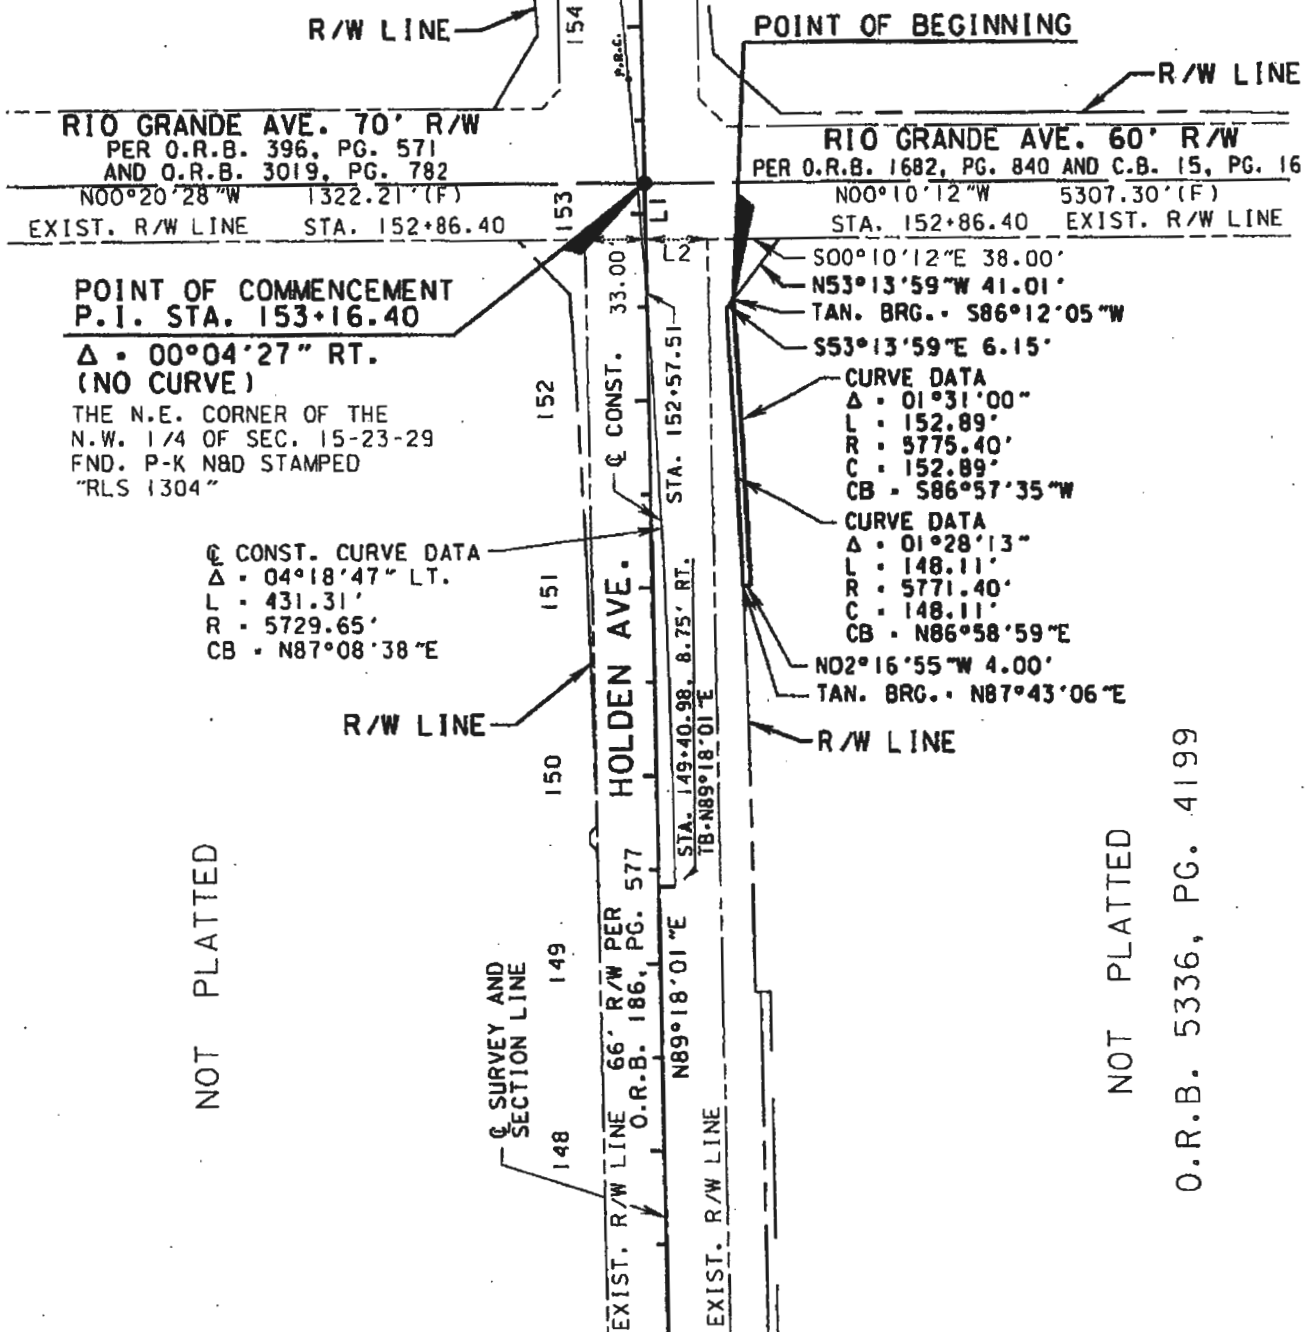 R/W LINE
154
P.R.C.
POINT OF BEGINNING
R/W LINE
RIO GRANDE AVE. 70' R/W
PER O.R.B. 396, PG. 571
AND O.R.B. 3019, PG. 782
N00°20'28"W 1322.21'(F)
EXIST. R/W LINE STA. 152+86.40
153
L1
L2
RIO GRANDE AVE. 60' R/W
PER O.R.B. 1682, PG. 840 AND C.B. 15, PG. 16
N00°10'12"W 5307.30'(F)
STA. 152+86.40 EXIST. R/W LINE
S00°10'12"E 38.00'
N53°13'59"W 41.01'
TAN. BRG. = S86°12'05"W
S53°13'59"E 6.15'
CURVE DATA
Δ = 01°31'00"
L = 152.89'
R = 5775.40'
C = 152.89'
CB = S86°57'35"W
CURVE DATA
Δ = 01°28'13"
L = 148.11'
R = 5771.40'
C = 148.11'
CB = N86°58'59"E
N02°16'55"W 4.00'
TAN. BRG. = N87°43'06"E
R/W LINE
POINT OF COMMENCEMENT
P.I. STA. 153+16.40
Δ = 00°04'27" RT.
(NO CURVE)
THE N.E. CORNER OF THE
N.W. 1/4 OF SEC. 15-23-29
FND. P-K N&D STAMPED
"RLS 1304"
33.00'
℄ CONST.
STA. 152+57.51
152
℄ CONST. CURVE DATA
Δ = 04°18'47" LT.
L = 431.31'
R = 5729.65'
CB = N87°08'38"E
151
R/W LINE
HOLDEN AVE.
STA. 149+40.98, 8.75' RT.
TB=N89°18'01"E
150
149
148
66' R/W PER
O.R.B. 186, PG. 577
N89°18'01"E
℄ SURVEY AND
SECTION LINE
EXIST. R/W LINE
EXIST. R/W LINE
NOT PLATTED
NOT PLATTED
O.R.B. 5336, PG. 4199